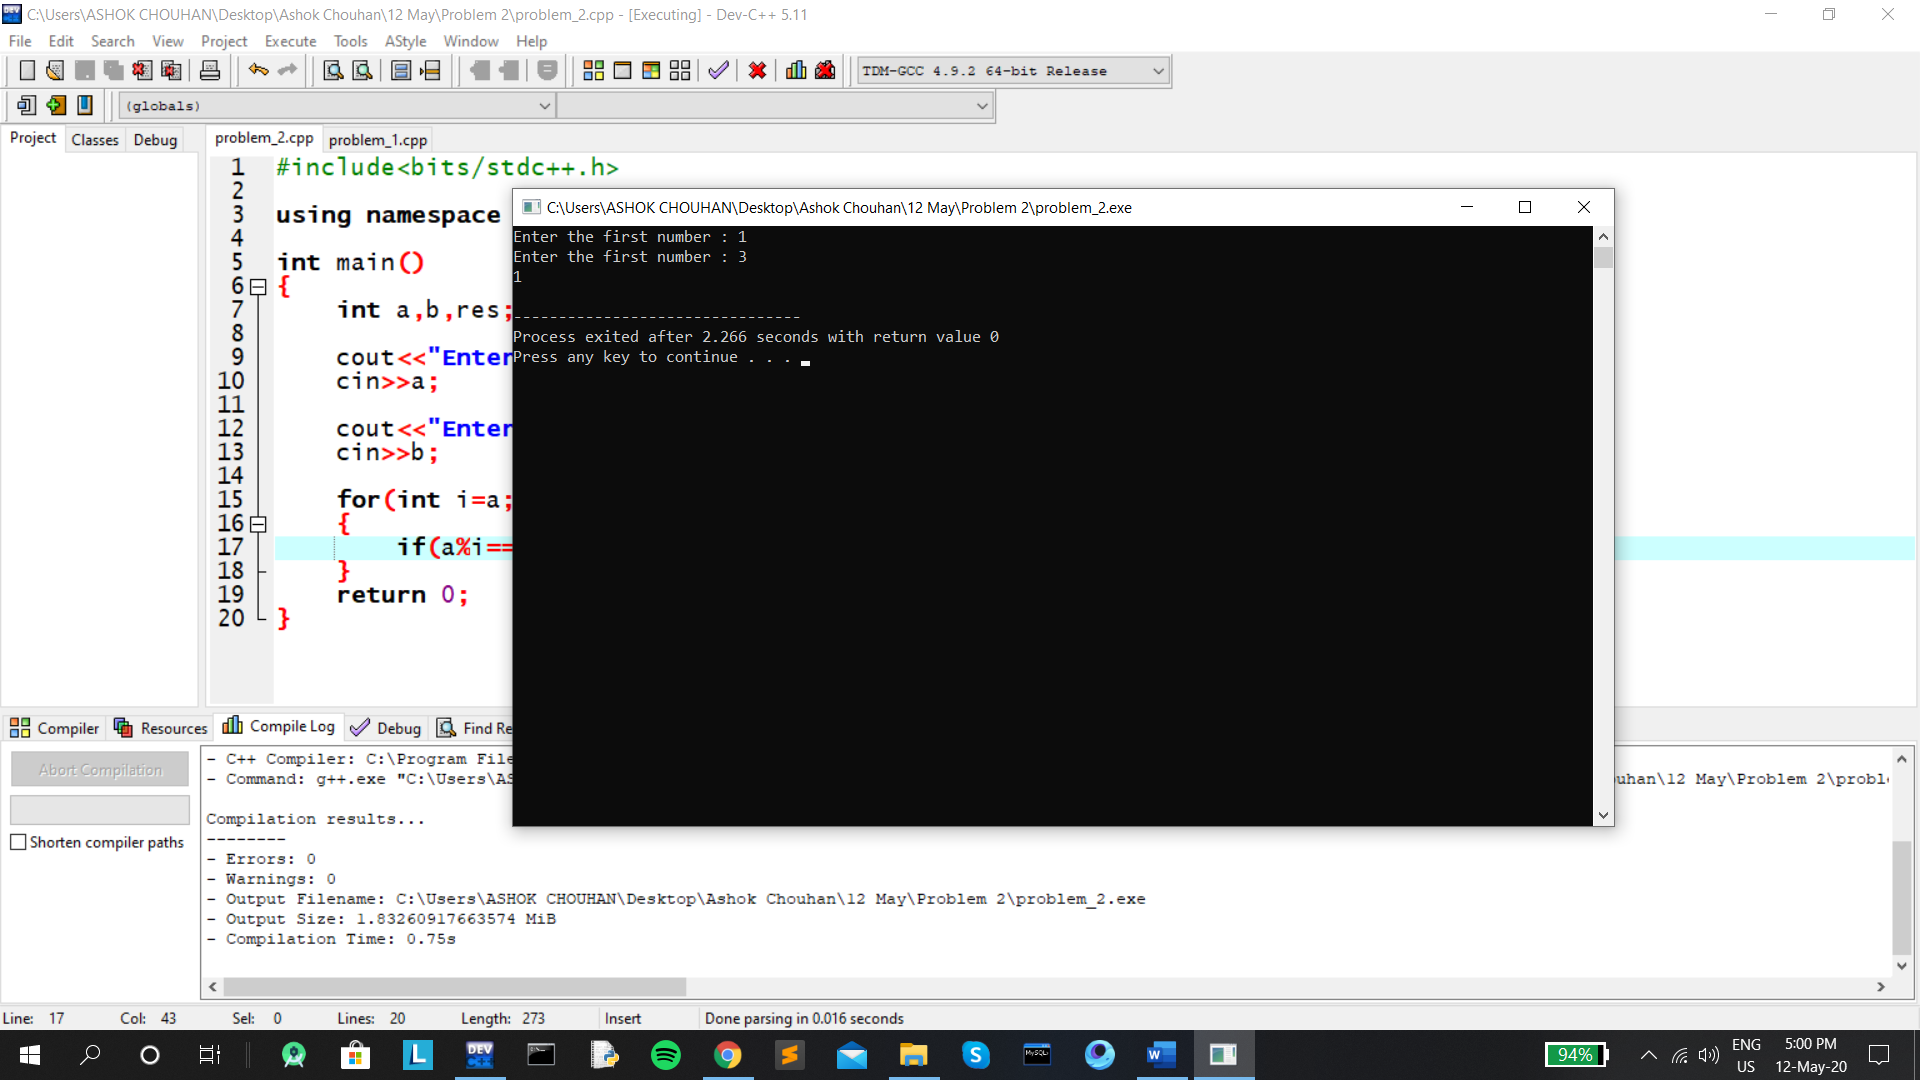 C:\Users\ASHOK CHOUHAN\Desktop\Ashok Chouhan\12 May\Problem 2\problem_2.cpp - [Executing] - Dev-C++ 5.11
File Edit Search View Project Execute Tools AStyle Window Help
TDM-GCC 4.9.2 64-bit Release
(globals)
Project Classes Debug
problem_2.cpp problem_1.cpp
1 #include<bits/stdc++.h>
2
3 using namespace
4
5 int main()
6 {
7 int a,b,res;
8
9 cout<<"Enter
10 cin>>a;
11
12 cout<<"Enter
13 cin>>b;
14
15 for(int i=a;
16 {
17 if(a%i==
18 }
19 return 0;
20 }
C:\Users\ASHOK CHOUHAN\Desktop\Ashok Chouhan\12 May\Problem 2\problem_2.exe
Enter the first number : 1
Enter the first number : 3
1
--------------------------------
Process exited after 2.266 seconds with return value 0
Press any key to continue . . .
Compiler Resources Compile Log Debug Find Re
Abort Compilation
Shorten compiler paths
- C++ Compiler: C:\Program File
- Command: g++.exe "C:\Users\AS
uhan\12 May\Problem 2\probl
Compilation results...
--------
- Errors: 0
- Warnings: 0
- Output Filename: C:\Users\ASHOK CHOUHAN\Desktop\Ashok Chouhan\12 May\Problem 2\problem_2.exe
- Output Size: 1.83260917663574 MiB
- Compilation Time: 0.75s
Line: 17 Col: 43 Sel: 0 Lines: 20 Length: 273 Insert Done parsing in 0.016 seconds
L
DEV C++
MySQL
S
W
94%
ENG
US
5:00 PM
12-May-20